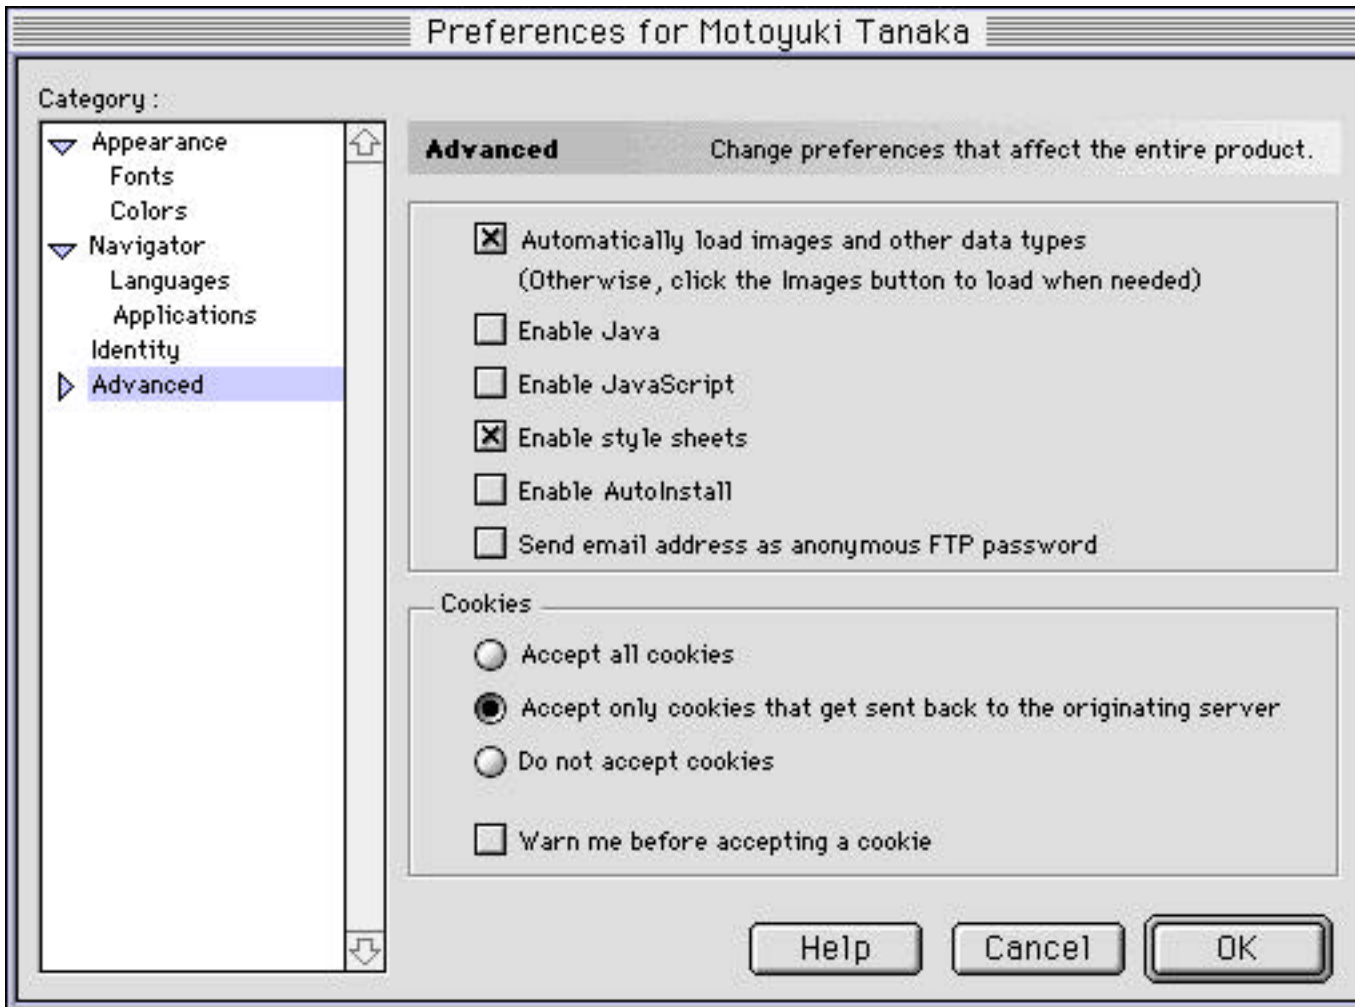 Preferences for Motoyuki Tanaka
Category :
Appearance
Fonts
Colors
Navigator
Languages
Applications
Identity
Advanced
Advanced Change preferences that affect the entire product.
Automatically load images and other data types
(Otherwise, click the Images button to load when needed)
Enable Java
Enable JavaScript
Enable style sheets
Enable AutoInstall
Send email address as anonymous FTP password
Cookies
Accept all cookies
Accept only cookies that get sent back to the originating server
Do not accept cookies
Warn me before accepting a cookie
Help Cancel OK